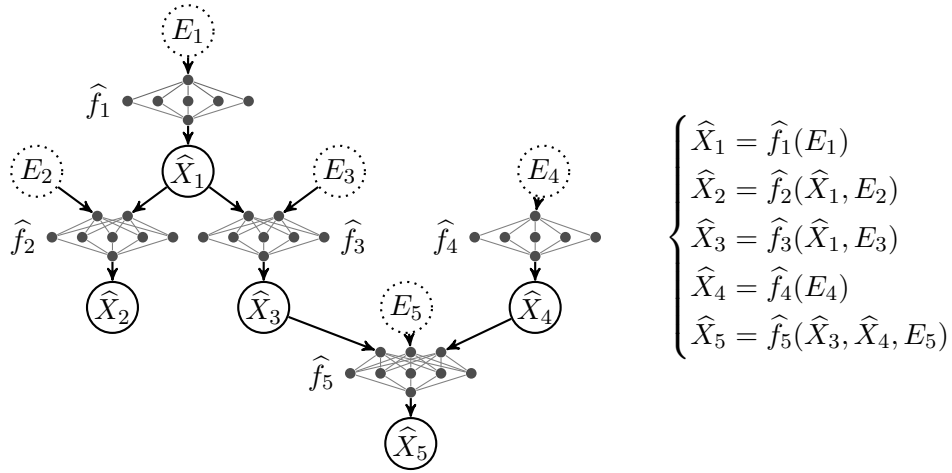 E₁
f̂₁
E₂
X̂₁
E₃
E₄
f̂₂
f̂₃
f̂₄
X̂₂
X̂₃
E₅
X̂₄
f̂₅
X̂₅
X̂₁ = f̂₁(E₁)
X̂₂ = f̂₂(X̂₁, E₂)
X̂₃ = f̂₃(X̂₁, E₃)
X̂₄ = f̂₄(E₄)
X̂₅ = f̂₅(X̂₃, X̂₄, E₅)